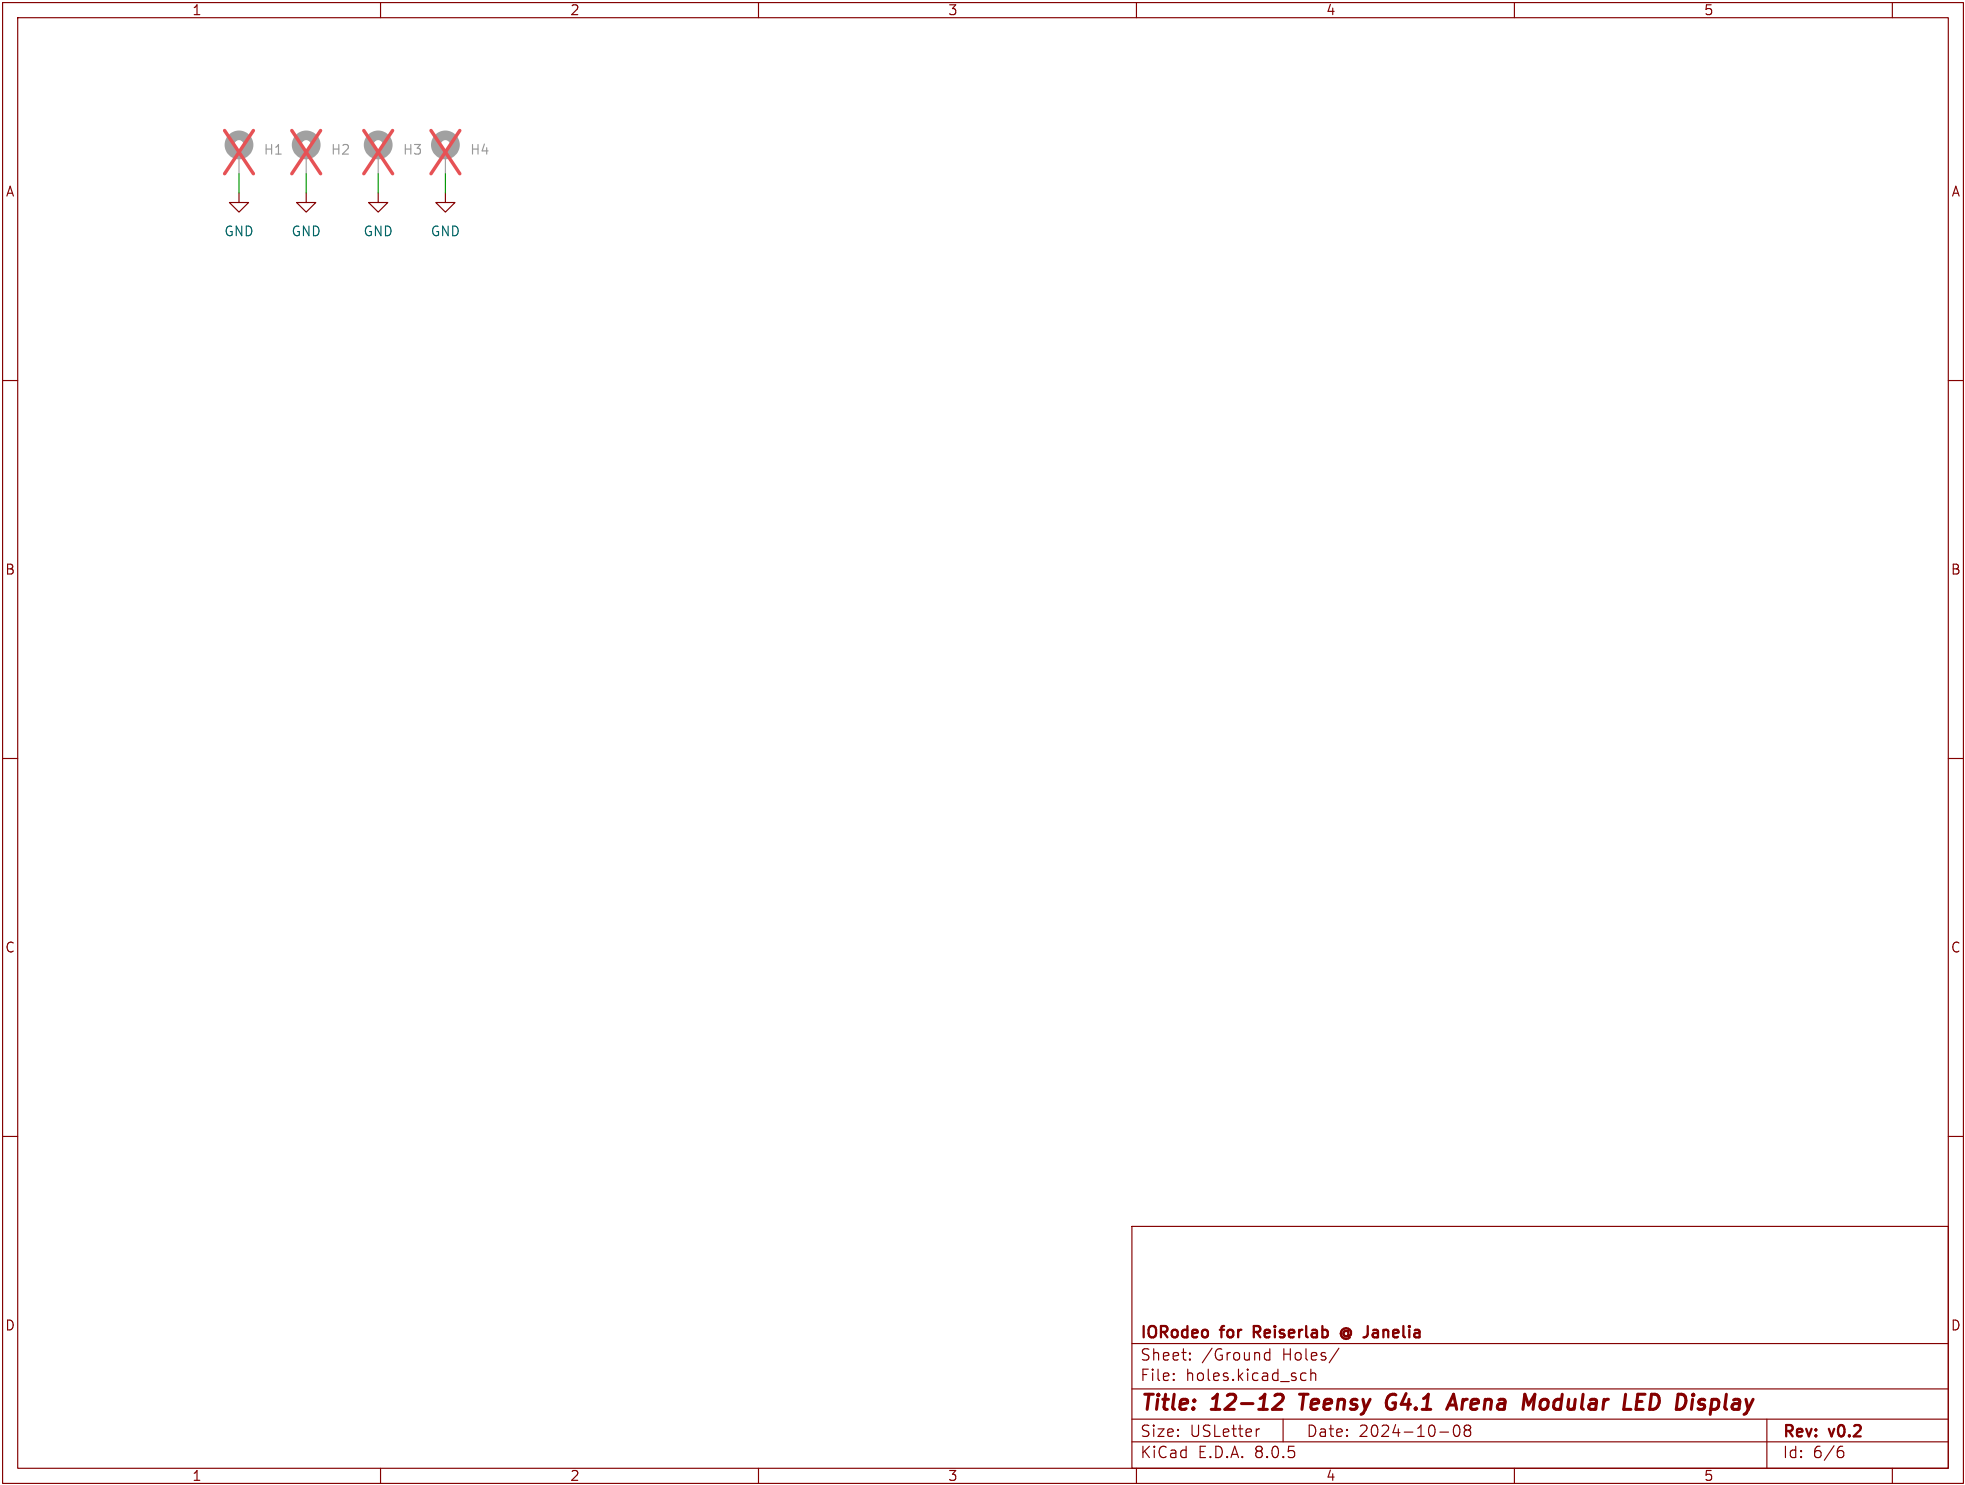 1 2 3 4 5
H1 H2 H3 H4
A A
GND GND GND GND
B B
C C
D D
IORodeo for Reiserlab @ Janelia
Sheet: /Ground Holes/
File: holes.kicad_sch
Title: 12-12 Teensy G4.1 Arena Modular LED Display
Size: USLetter Date: 2024-10-08 Rev: v0.2
KiCad E.D.A. 8.0.5 Id: 6/6
1 2 3 4 5